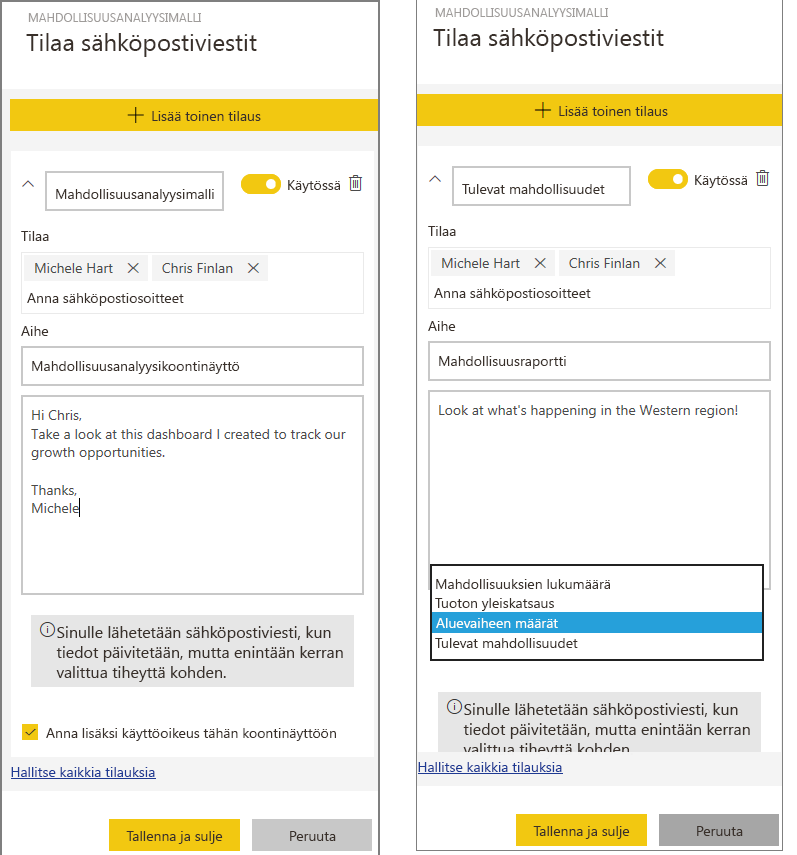 MAHDOLLISUUSANALYYSIMALLI
Tilaa sähköpostiviestit
Lisää toinen tilaus
Mahdollisuusanalyysimalli
Käytössä
Tilaa
Michele Hart
Chris Finlan
Anna sähköpostiosoitteet
Aihe
Mahdollisuusanalyysikoontinäyttö
Hi Chris,
Take a look at this dashboard I created to track our
growth opportunities.
Thanks,
Michele
Sinulle lähetetään sähköpostiviesti, kun
tiedot päivitetään, mutta enintään kerran
valittua tiheyttä kohden.
Anna lisäksi käyttöoikeus tähän koontinäyttöön
Hallitse kaikkia tilauksia
Tallenna ja sulje
Peruuta
MAHDOLLISUUSANALYYSIMALLI
Tilaa sähköpostiviestit
Lisää toinen tilaus
Tulevat mahdollisuudet
Käytössä
Tilaa
Michele Hart
Chris Finlan
Anna sähköpostiosoitteet
Aihe
Mahdollisuusraportti
Look at what's happening in the Western region!
Mahdollisuuksien lukumäärä
Tuoton yleiskatsaus
Aluevaiheen määrät
Tulevat mahdollisuudet
Sinulle lähetetään sähköpostiviesti, kun
tiedot päivitetään, mutta enintään kerran
valittua tiheyttä kohden.
Hallitse kaikkia tilauksia
Tallenna ja sulje
Peruuta